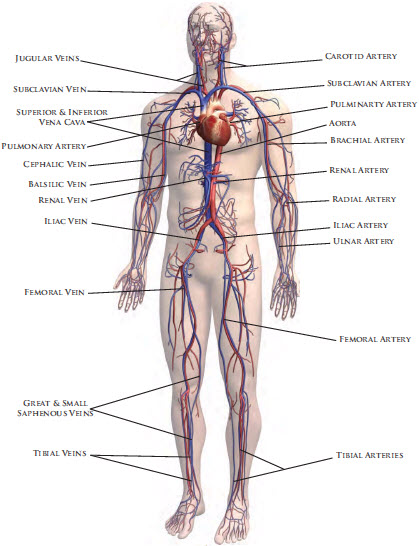 JUGULAR VEINS
SUBCLAVIAN VEIN
SUPERIOR & INFERIOR
VENA CAVA
PULMONARY ARTERY
CEPHALIC VEIN
BALSILIC VEIN
RENAL VEIN
ILIAC VEIN
FEMORAL VEIN
GREAT & SMALL
SAPHENOUS VEINS
TIBIAL VEINS
CAROTID ARTERY
SUBCLAVIAN ARTERY
PULMINARTY ARTERY
AORTA
BRACHIAL ARTERY
RENAL ARTERY
RADIAL ARTERY
ILIAC ARTERY
ULNAR ARTERY
FEMORAL ARTERY
TIBIAL ARTERIES